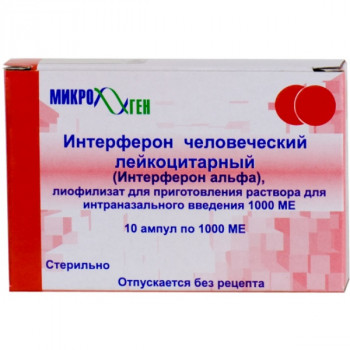 МИКРОГЕН
Интерферон человеческий
лейкоцитарный
(Интерферон альфа),
лиофилизат для приготовления раствора для
интраназального введения 1000 МЕ
10 ампул по 1000 МЕ
Стерильно
Отпускается без рецепта